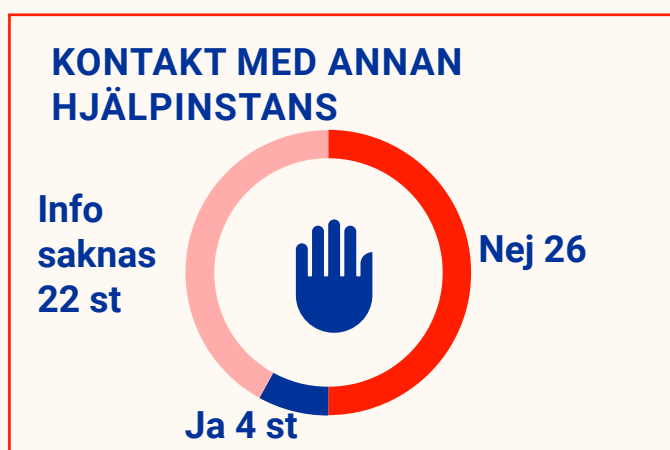 KONTAKT MED ANNAN
HJÄLPINSTANS
Info
saknas
22 st
Nej 26
Ja 4 st